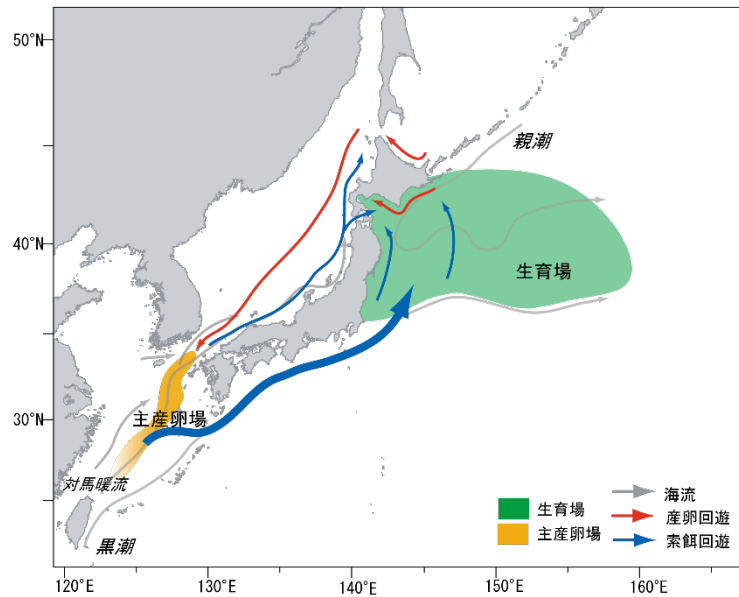 50°N
親潮
40°N
生育場
30°N
主産卵場
対馬暖流
黒潮
生育場
主産卵場
海流
産卵回遊
索餌回遊
120°E
130°E
140°E
150°E
160°E